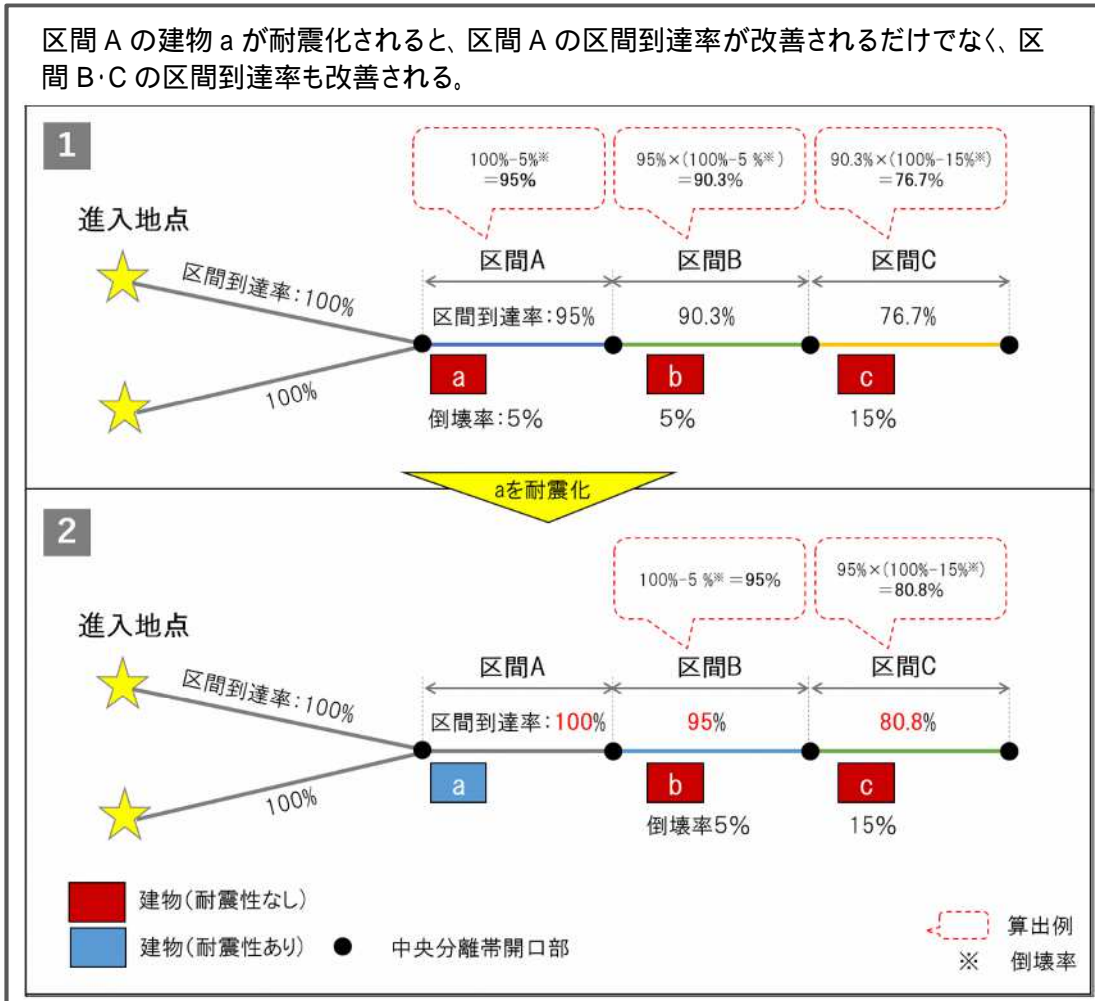 区間 A の建物 a が耐震化されると、区間 A の区間到達率が改善されるだけでなく、区
間 B・C の区間到達率も改善される。
1
100%-5%※
=95%
95%×(100%-5 %※)
=90.3%
90.3%×(100%-15%※)
=76.7%
進入地点
区間A
区間B
区間C
区間到達率:100%
区間到達率:95%
90.3%
76.7%
100%
a
b
c
倒壊率:5%
5%
15%
aを耐震化
2
100%-5 %※ =95%
95%×(100%-15%※)
=80.8%
進入地点
区間A
区間B
区間C
区間到達率:100%
区間到達率:100%
95%
80.8%
100%
a
b
c
倒壊率5%
15%
建物(耐震性なし)
建物(耐震性あり)
中央分離帯開口部
算出例
※ 倒壊率